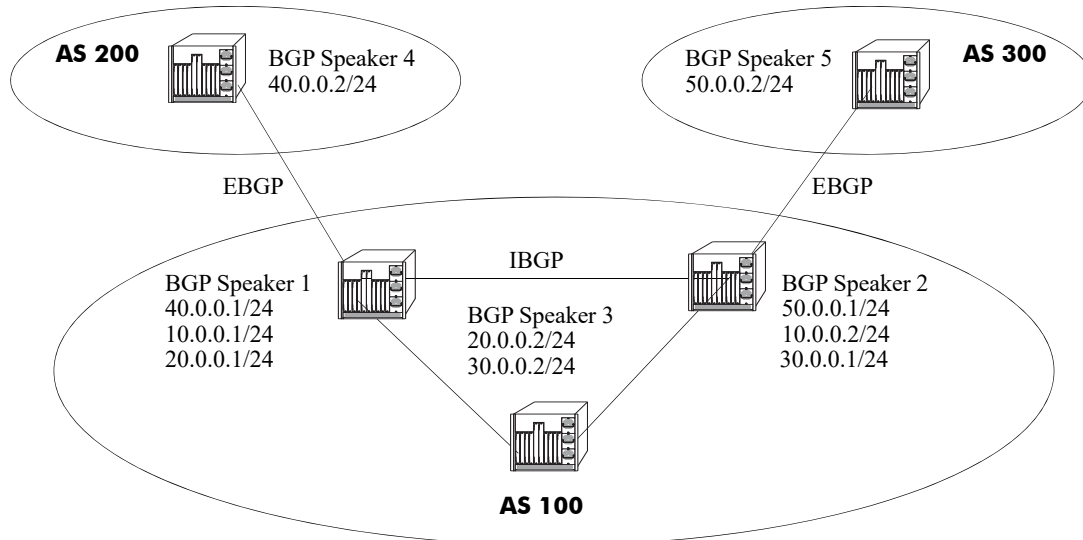 AS 200
BGP Speaker 4
40.0.0.2/24
BGP Speaker 5
50.0.0.2/24
AS 300
EBGP
EBGP
IBGP
BGP Speaker 1
40.0.0.1/24
10.0.0.1/24
20.0.0.1/24
BGP Speaker 3
20.0.0.2/24
30.0.0.2/24
BGP Speaker 2
50.0.0.1/24
10.0.0.2/24
30.0.0.1/24
AS 100